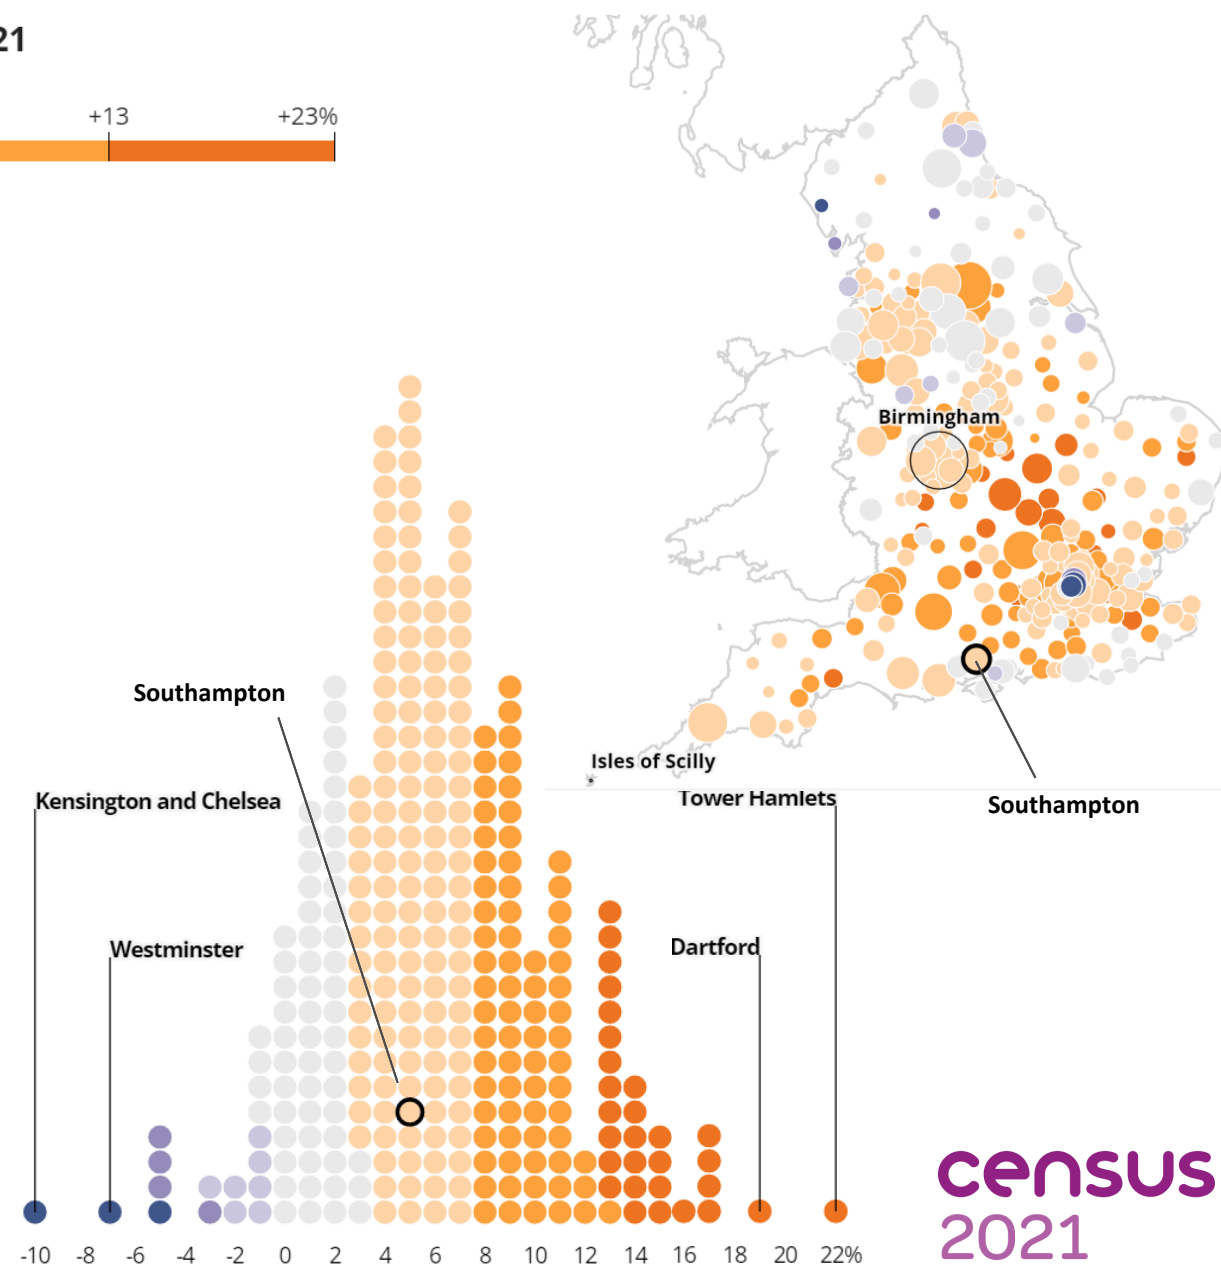 21
+13
+23%
Birmingham
Isles of Scilly
Southampton
Southampton
Kensington and Chelsea
Tower Hamlets
Westminster
Dartford
-10 -8 -6 -4 -2 0 2 4 6 8 10 12 14 16 18 20 22%
census
2021